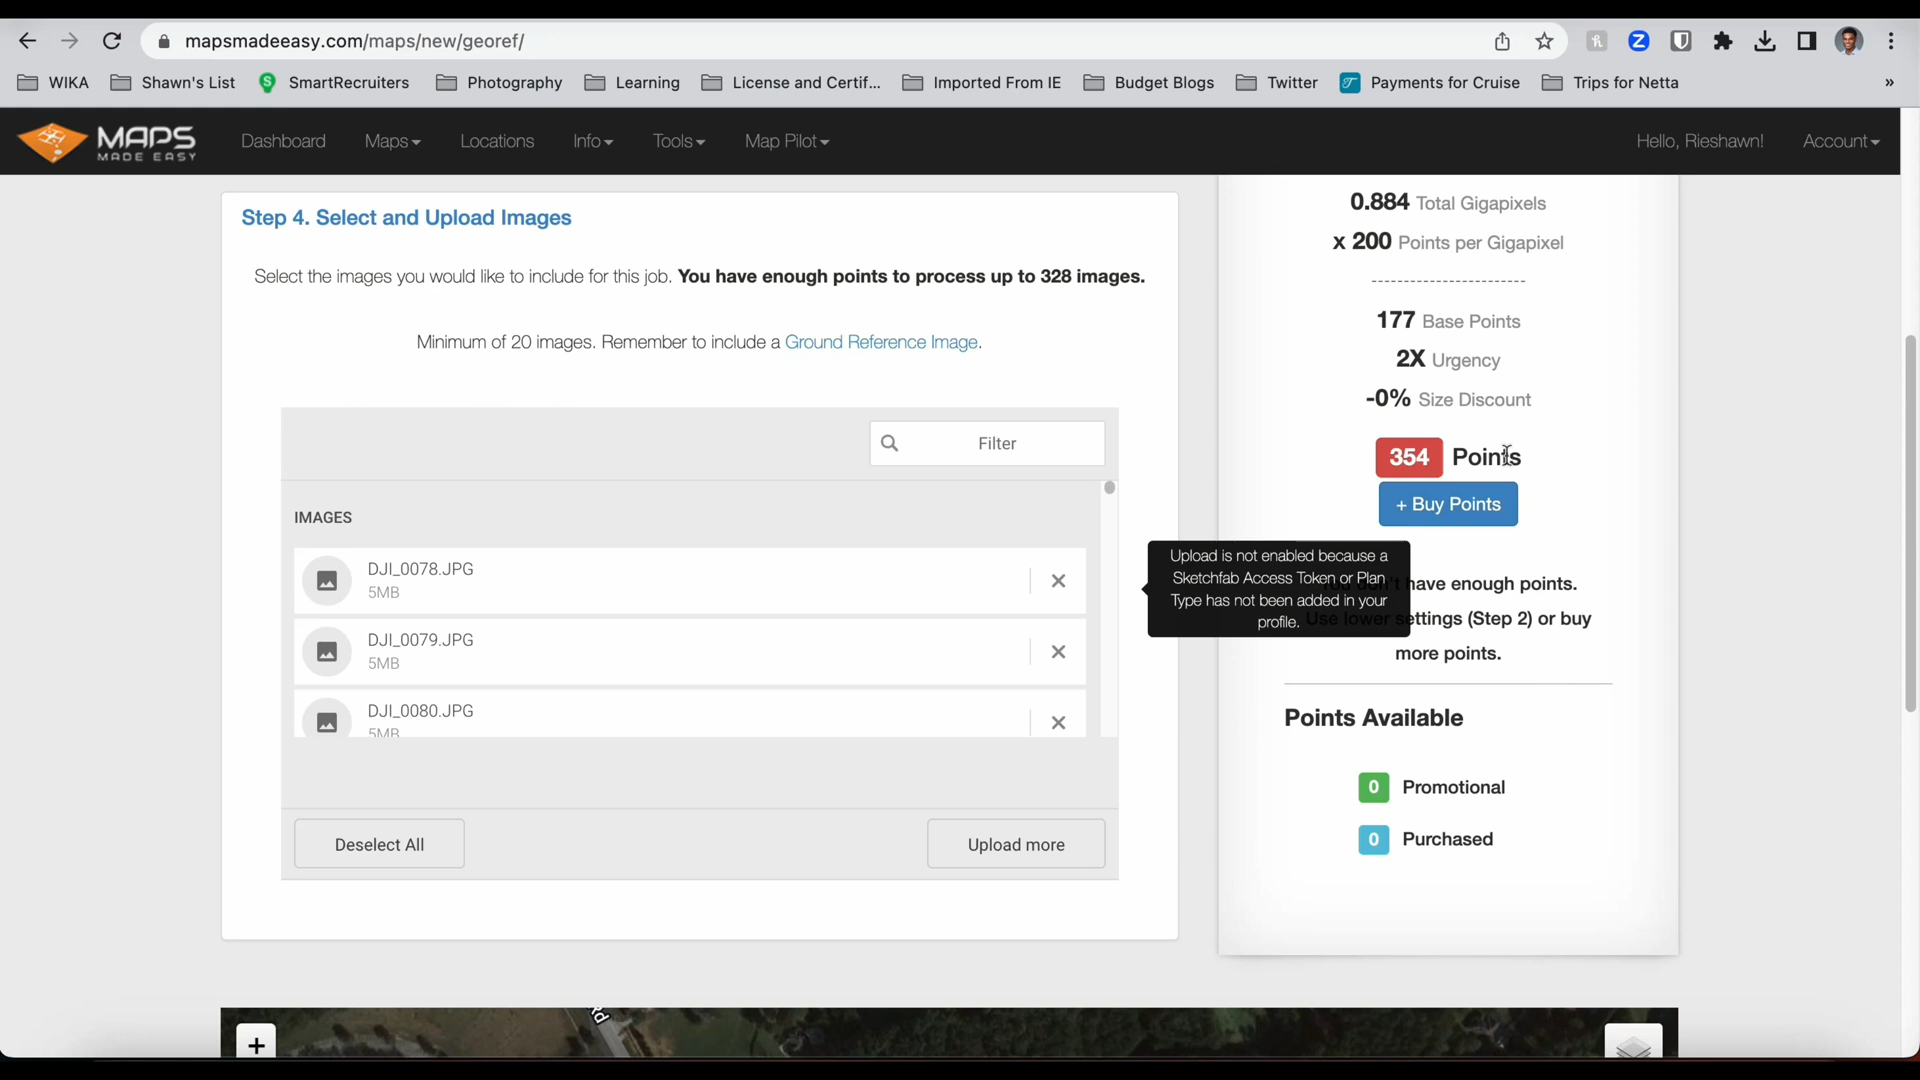 mapsmadeeasy.com/maps/new/georef/
WIKA
Shawn's List
SmartRecruiters
Photography
Learning
License and Certif...
Imported From IE
Budget Blogs
Twitter
Payments for Cruise
Trips for Netta
»
MAPS
MADE EASY
Dashboard
Maps
Locations
Info
Tools
Map Pilot
Hello, Rieshawn!
Account
Step 4. Select and Upload Images
Select the images you would like to include for this job. You have enough points to process up to 328 images.
Minimum of 20 images. Remember to include a Ground Reference Image.
Filter
IMAGES
DJI_0078.JPG
5MB
DJI_0079.JPG
5MB
DJI_0080.JPG
5MB
Deselect All
Upload more
0.884 Total Gigapixels
x 200 Points per Gigapixel
-----------------------
177 Base Points
2X Urgency
-0% Size Discount
354 Points
+ Buy Points
Upload is not enabled because a
Sketchfab Access Token or Plan
Type has not been added in your
profile.
You don't have enough points.
Use lower settings (Step 2) or buy
more points.
Points Available
0 Promotional
0 Purchased
Rd
+